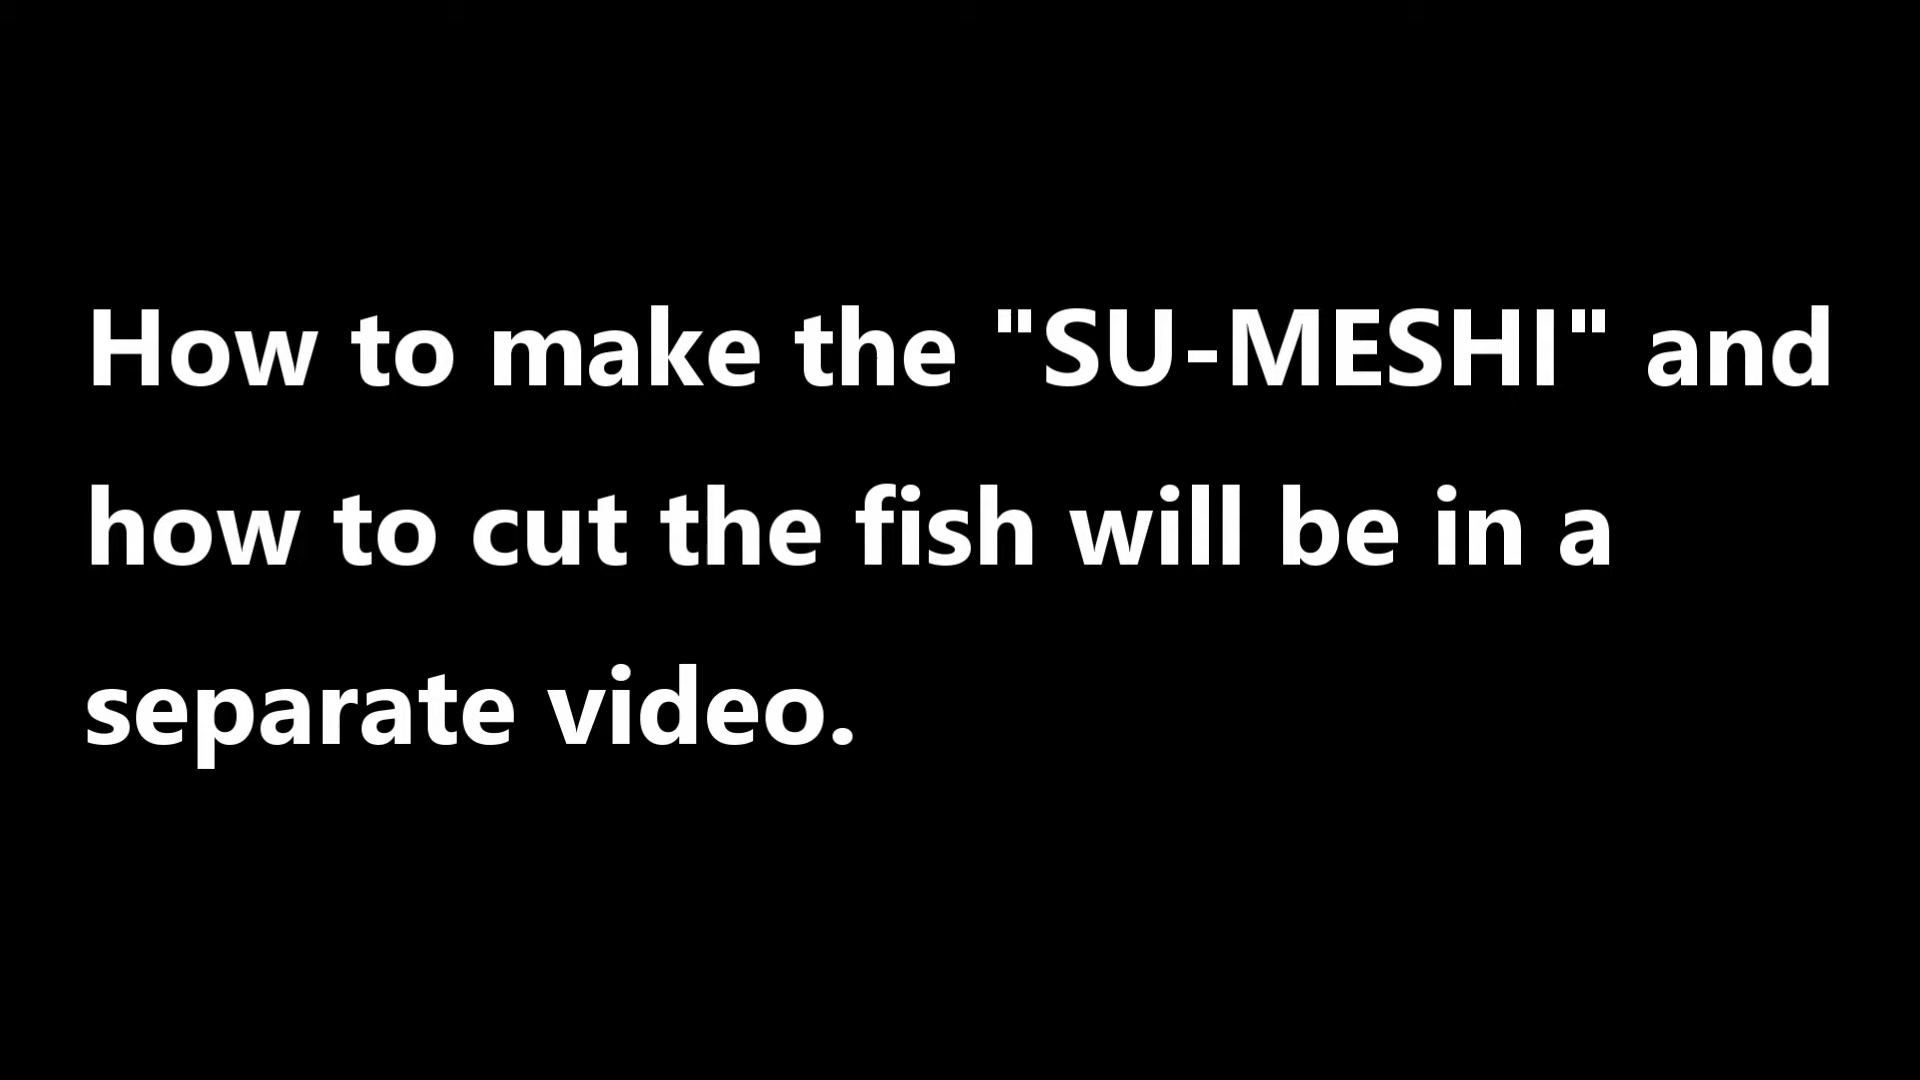 How to make the "SU-MESHI" and
how to cut the fish will be in a
separate video.